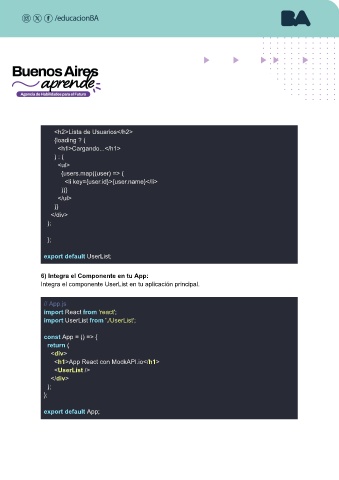 /educacionBA
BA
Buenos Aires
aprende
Agencia de Habilidades para el Futuro
<h2>Lista de Usuarios</h2>
{loading ? (
<h1>Cargando...</h1>
) : (
<ul>
{users.map((user) => (
<li key={user.id}>{user.name}</li>
))}
</ul>
)}
</div>
);
};
export default UserList;
6) Integra el Componente en tu App:
Integra el componente UserList en tu aplicación principal.
// App.js
import React from 'react';
import UserList from './UserList';
const App = () => {
return (
<div>
<h1>App React con MockAPI.io</h1>
<UserList />
</div>
);
};
export default App;